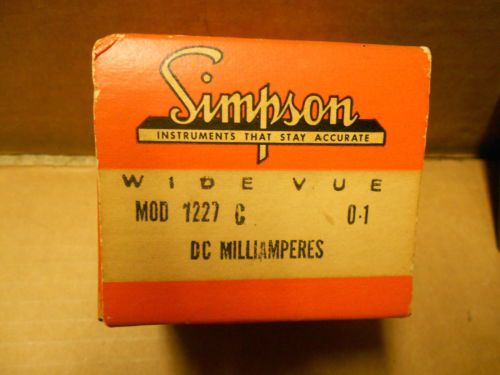 Simpson
INSTRUMENTS THAT STAY ACCURATE
WIDE VUE
MOD 1227 C 0-1
DC MILLIAMPERES